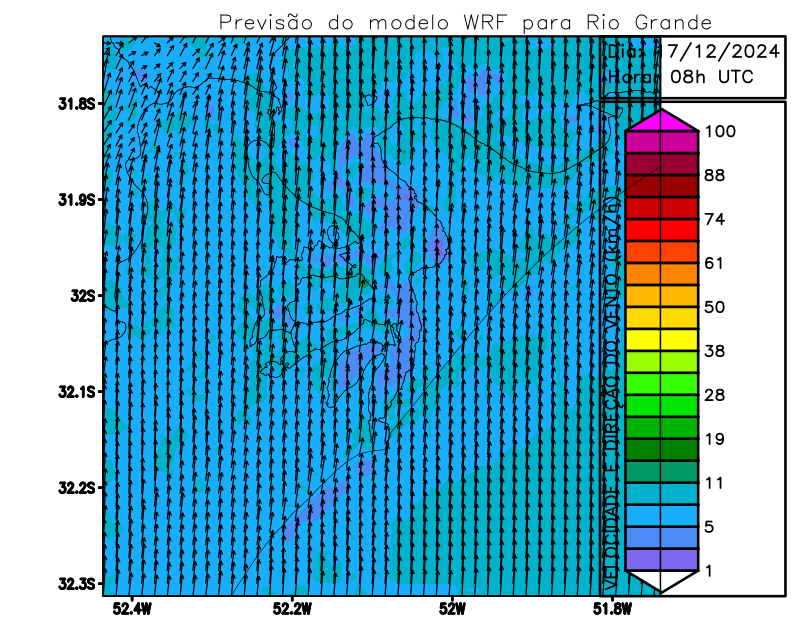 Previsão do modelo WRF para Rio Grande
Dia: 17/12/2024
Hora: 08h UTC
VELOCIDADE E DIREÇÃO DO VENTO (km/h)
100
88
74
61
50
38
28
19
11
5
1
31.8S
31.9S
32S
32.1S
32.2S
32.3S
52.4W
52.2W
52W
51.8W